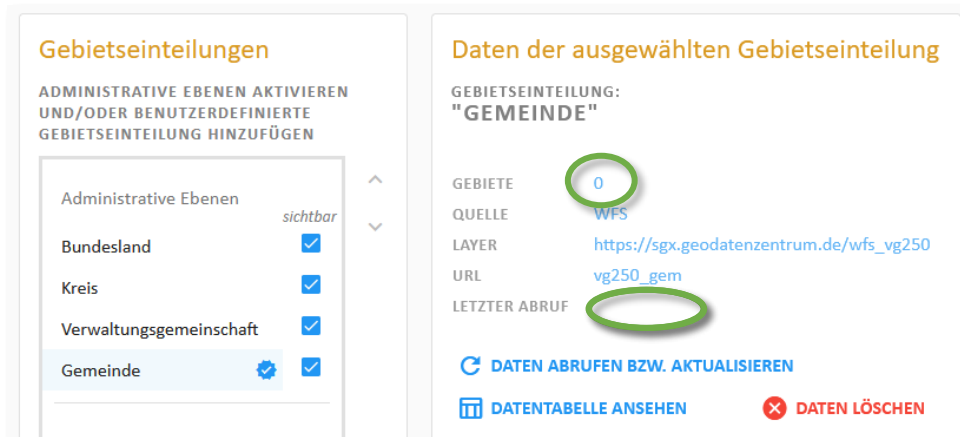 Gebietseinteilungen
ADMINISTRATIVE EBENEN AKTIVIEREN
UND/ODER BENUTZERDEFINIERTE
GEBIETSEINTEILUNG HINZUFÜGEN
Administrative Ebenen
sichtbar
Bundesland
Kreis
Verwaltungsgemeinschaft
Gemeinde
Daten der ausgewählten Gebietseinteilung
GEBIETSEINTEILUNG:
"GEMEINDE"
GEBIETE 0
QUELLE WFS
LAYER https://sgx.geodatenzentrum.de/wfs_vg250
URL vg250_gem
LETZTER ABRUF
DATEN ABRUFEN BZW. AKTUALISIEREN
DATENTABELLE ANSEHEN DATEN LÖSCHEN